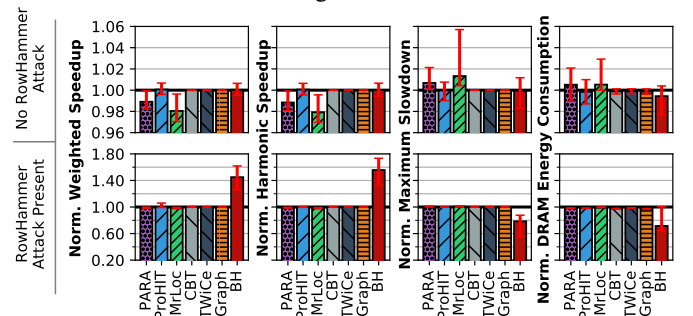 No RowHammer
Attack
RowHammer
Attack Present
Norm. Weighted Speedup
1.06
1.04
1.02
1.00
0.98
0.96
1.80
1.40
1.00
0.60
0.20
PARA
ProHIT
MrLoc
CBT
TWiCe
Graph
BH
Norm. Harmonic Speedup
PARA
ProHIT
MrLoc
CBT
TWiCe
Graph
BH
Norm. Maximum Slowdown
PARA
ProHIT
MrLoc
CBT
TWiCe
Graph
BH
Norm. DRAM Energy Consumption
PARA
ProHIT
MrLoc
CBT
TWiCe
Graph
BH